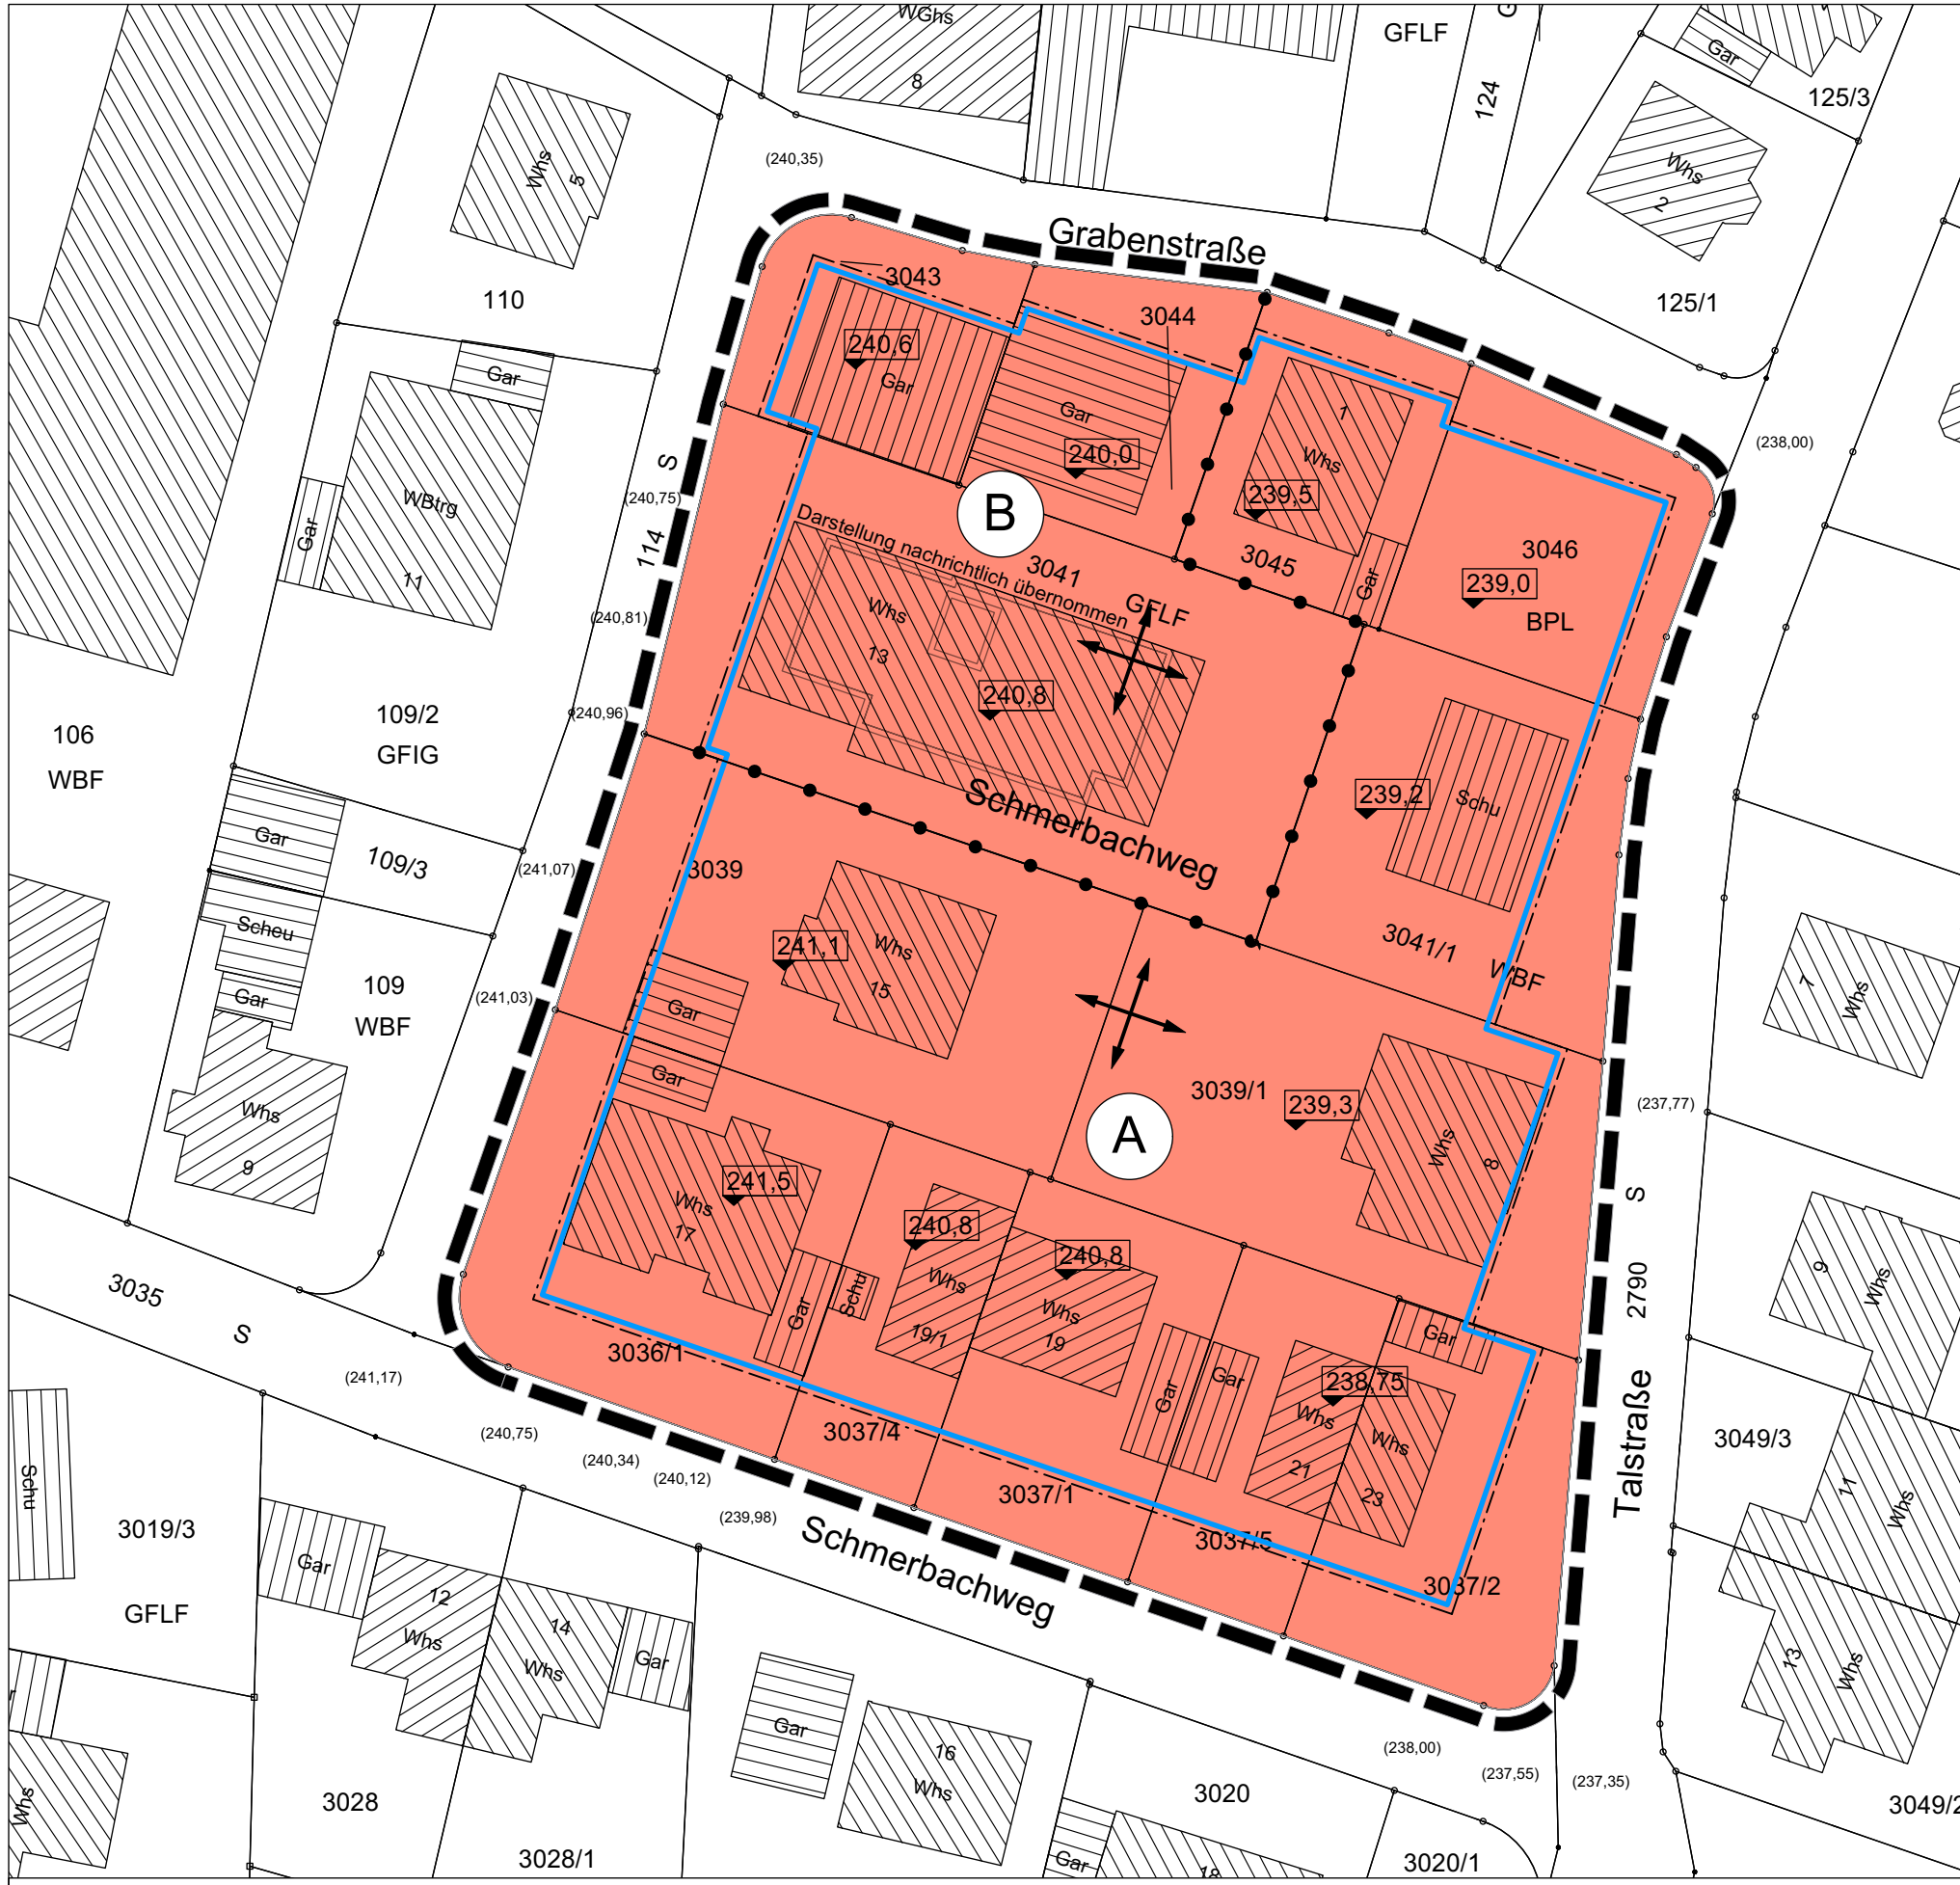 WGhs
8
GFLF
124
Gar
125/3
Whs
5
(240,35)
Whs
2
Grabenstraße
110
3043
3044
125/1
240,6
Gar
Gar
Gar
1
Whs
240,0
239,5
(238,00)
S
(240,75)
WBtrg
11
Gar
114
B
Darstellung nachrichtlich übernommen
3041
3045
3046
239,0
BPL
Gar
GFLF
Whs
13
(240,81)
240,8
(240,96)
109/2
GFIG
106
WBF
Schmerbachweg
239,2
Schu
Gar
109/3
(241,07)
3039
Scheu
Gar
241,1
Whs
15
3041/1
WBF
109
WBF
(241,03)
Gar
Gar
7
Whs
3039/1
239,3
Whs
8
(237,77)
A
Whs
9
241,5
Whs
17
240,8
240,8
Whs
19/1
Whs
19
Schu
Gar
S
2790
Talstraße
9
Whs
3035
S
(241,17)
3036/1
Gar
Gar
Gar
238,75
Whs
21
Whs
23
3037/4
3037/1
3037/5
3037/2
(240,75)
(240,34)
(240,12)
(239,98)
Schmerbachweg
3049/3
11
Whs
13
Whs
Schu
3019/3
GFLF
Gar
12
Whs
14
Whs
Gar
Gar
16
Whs
(238,00)
(237,55)
(237,35)
Whs
3028
3028/1
3020
Gar
18
3020/1
3049/2